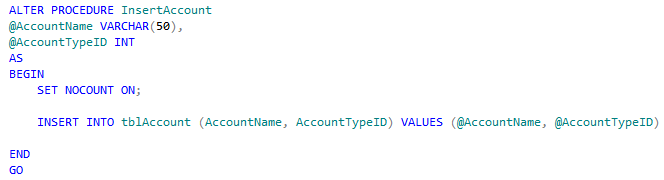 ALTER PROCEDURE InsertAccount
@AccountName VARCHAR(50),
@AccountTypeID INT
AS
BEGIN
    SET NOCOUNT ON;
    INSERT INTO tblAccount (AccountName, AccountTypeID) VALUES (@AccountName, @AccountTypeID)
END
GO